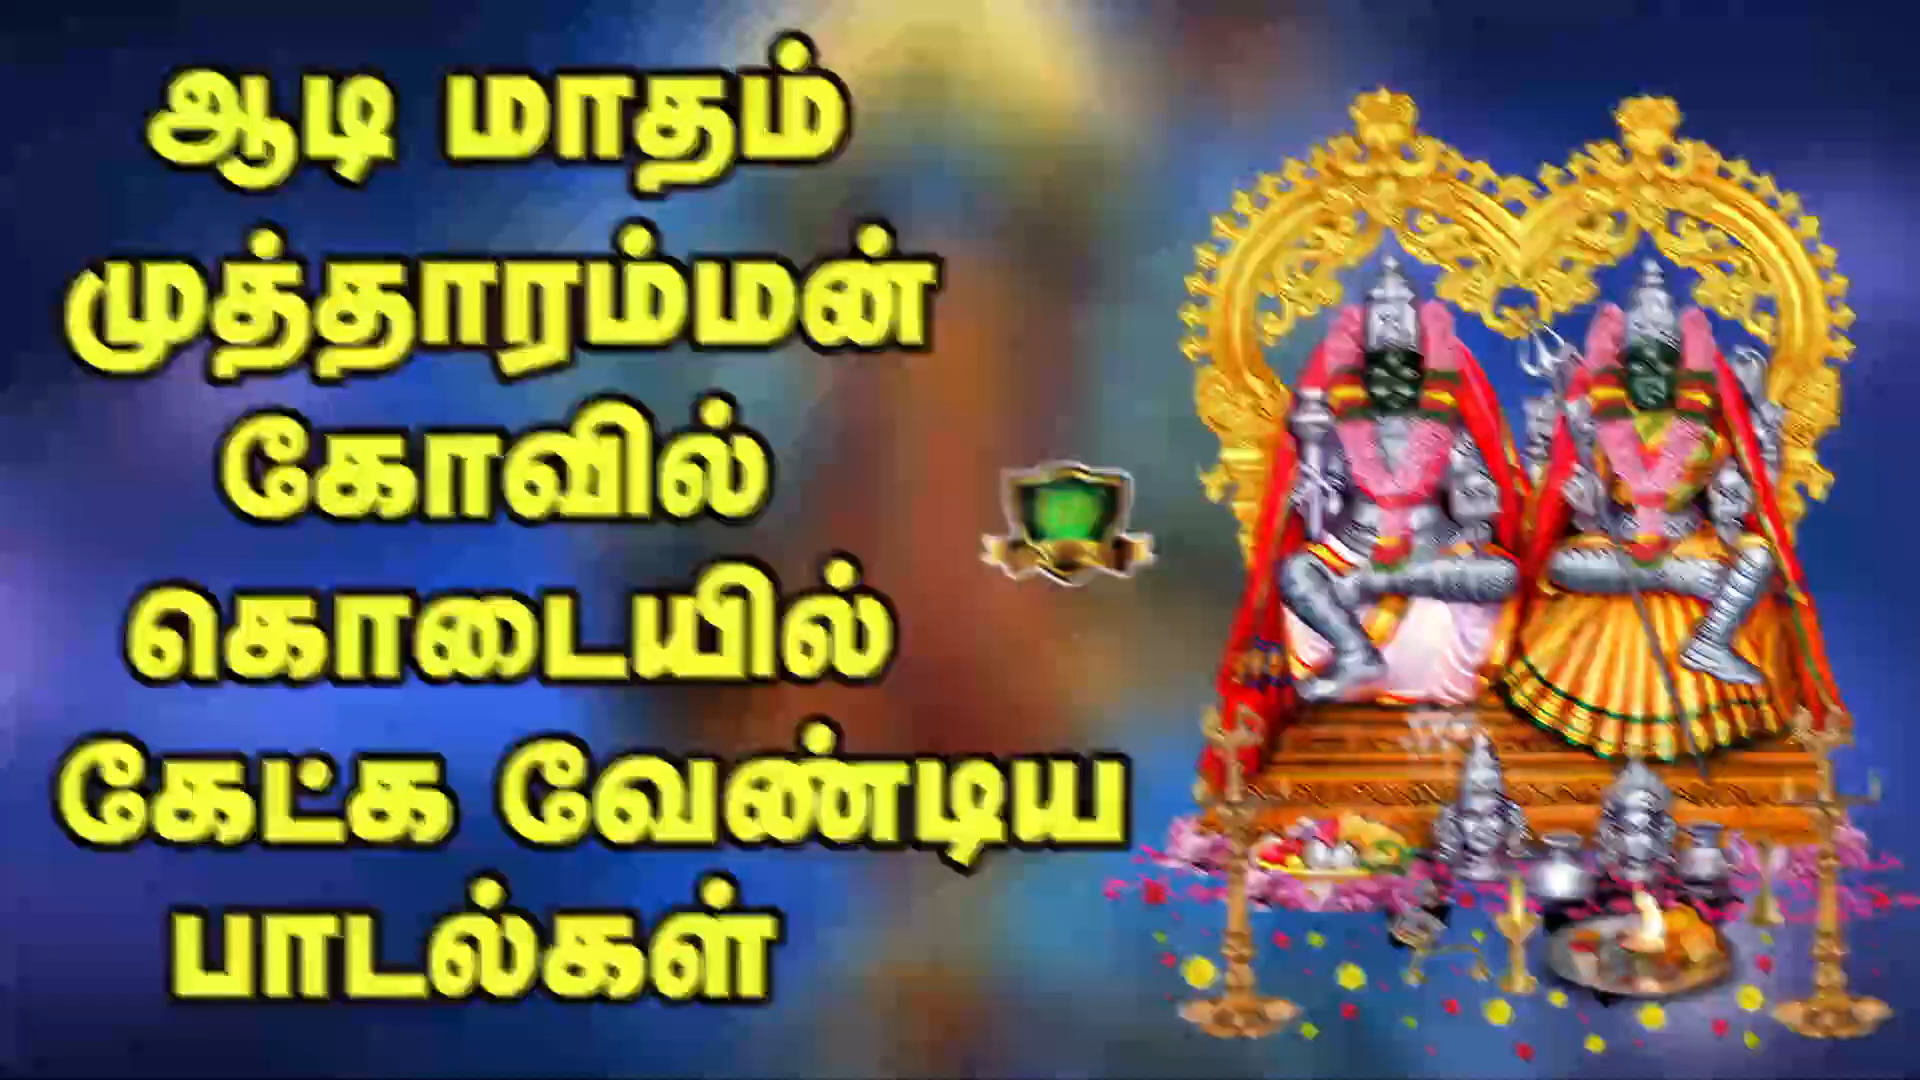 ஆடி மாதம்
முத்தாரம்மன்
கோவில்
கொடையில்
கேட்க வேண்டிய
பாடல்கள்